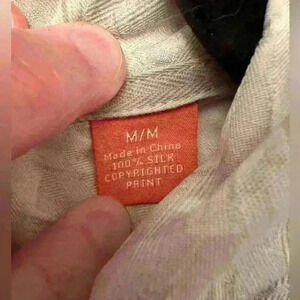 M/M
Made in China
100% SILK
COPYRIGHTED
PRINT